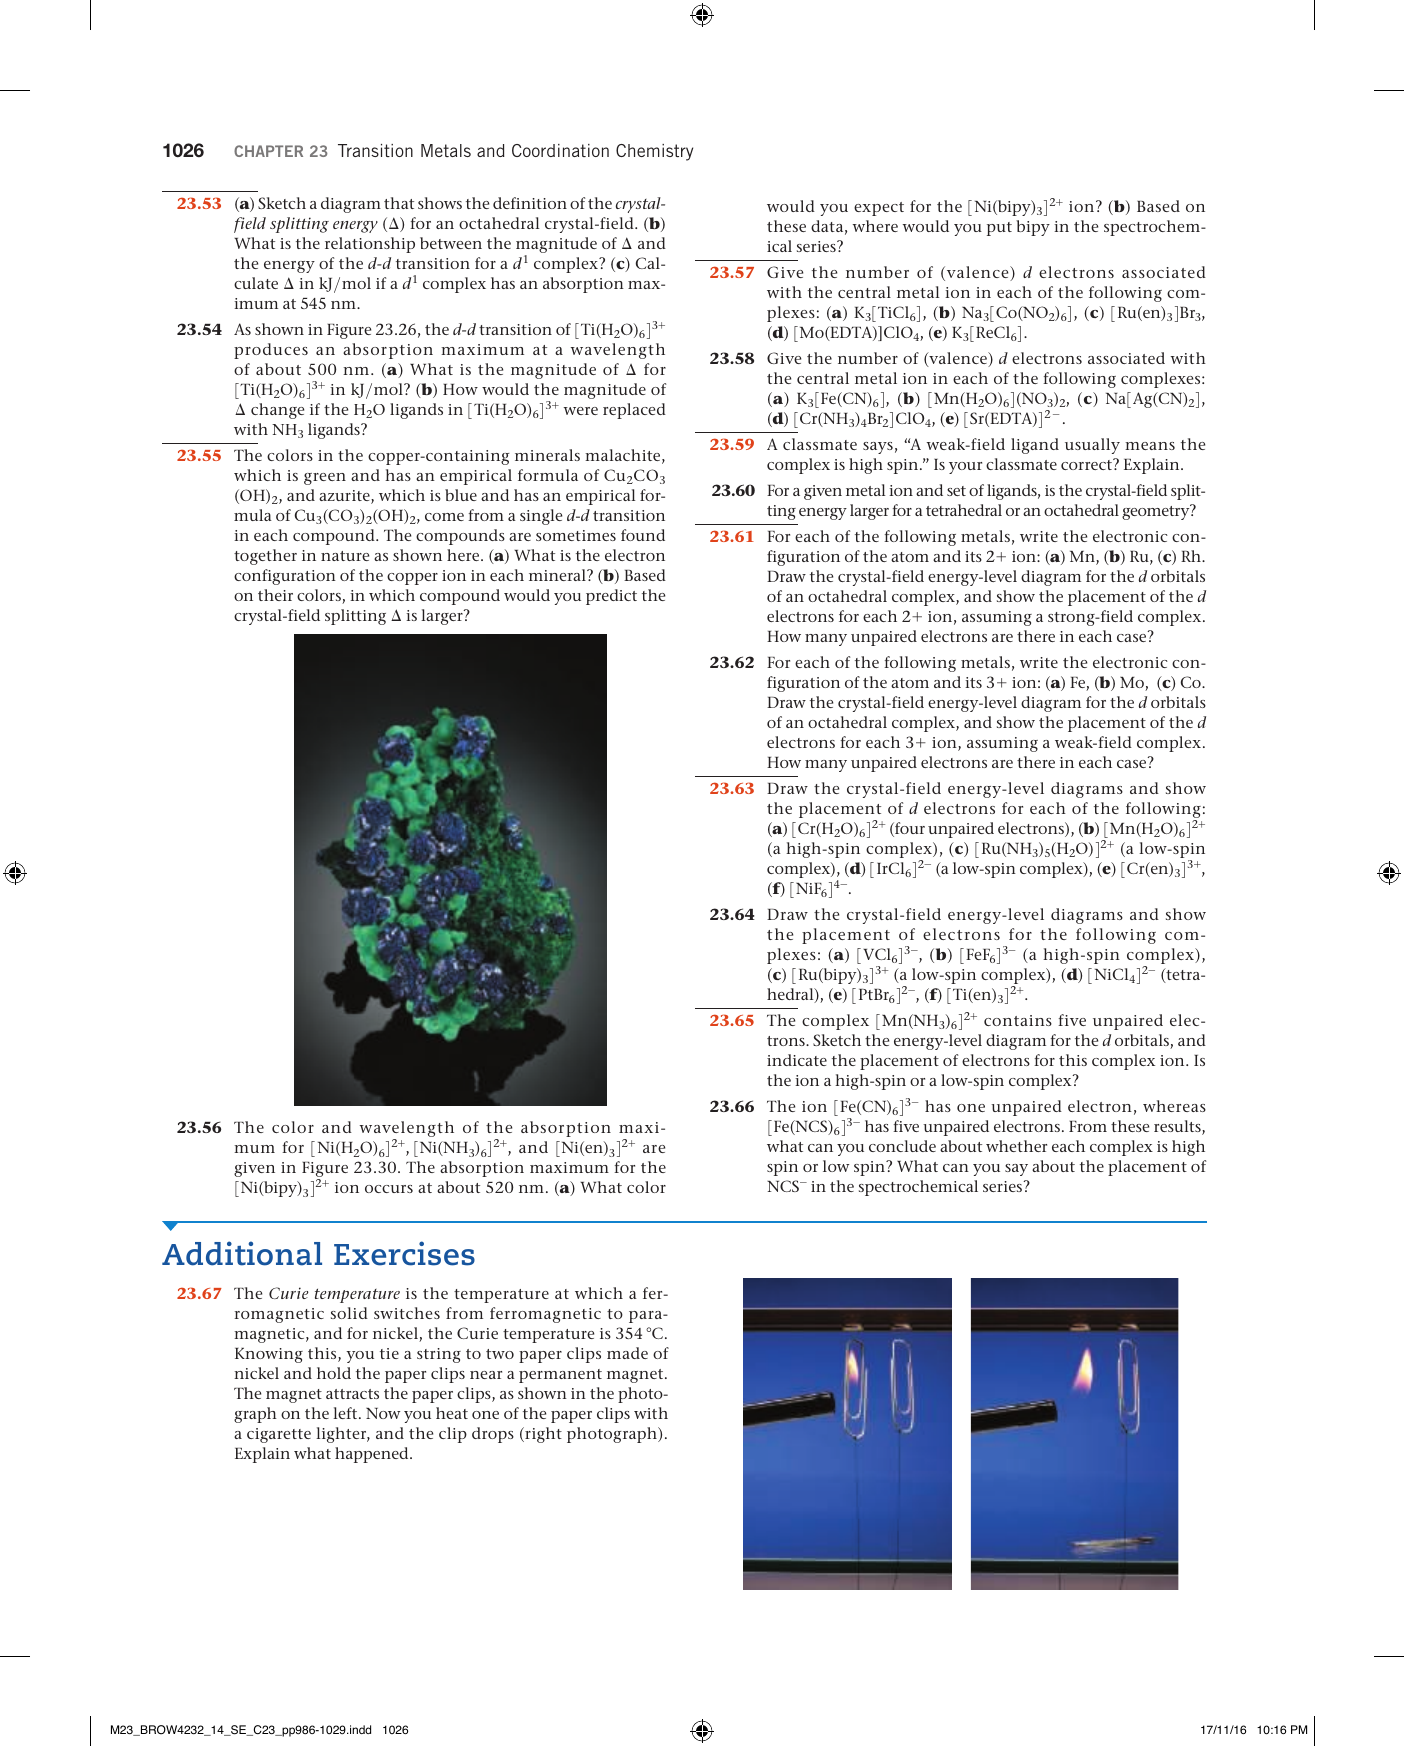 1026 CHAPTER 23 Transition Metals and Coordination Chemistry
23.53 (a) Sketch a diagram that shows the definition of the crystal-
field splitting energy (Δ) for an octahedral crystal-field. (b)
What is the relationship between the magnitude of Δ and
the energy of the d-d transition for a d¹ complex? (c) Cal-
culate Δ in kJ/mol if a d¹ complex has an absorption max-
imum at 545 nm.
23.54 As shown in Figure 23.26, the d-d transition of [Ti(H₂O)₆]³⁺
produces an absorption maximum at a wavelength
of about 500 nm. (a) What is the magnitude of Δ for
[Ti(H₂O)₆]³⁺ in kJ/mol? (b) How would the magnitude of
Δ change if the H₂O ligands in [Ti(H₂O)₆]³⁺ were replaced
with NH₃ ligands?
23.55 The colors in the copper-containing minerals malachite,
which is green and has an empirical formula of Cu₂CO₃
(OH)₂, and azurite, which is blue and has an empirical for-
mula of Cu₃(CO₃)₂(OH)₂, come from a single d-d transition
in each compound. The compounds are sometimes found
together in nature as shown here. (a) What is the electron
configuration of the copper ion in each mineral? (b) Based
on their colors, in which compound would you predict the
crystal-field splitting Δ is larger?
23.56 The color and wavelength of the absorption maxi-
mum for [Ni(H₂O)₆]²⁺, [Ni(NH₃)₆]²⁺, and [Ni(en)₃]²⁺ are
given in Figure 23.30. The absorption maximum for the
[Ni(bipy)₃]²⁺ ion occurs at about 520 nm. (a) What color
would you expect for the [Ni(bipy)₃]²⁺ ion? (b) Based on
these data, where would you put bipy in the spectrochem-
ical series?
23.57 Give the number of (valence) d electrons associated
with the central metal ion in each of the following com-
plexes: (a) K₃[TiCl₆], (b) Na₃[Co(NO₂)₆], (c) [Ru(en)₃]Br₃,
(d) [Mo(EDTA)]ClO₄, (e) K₃[ReCl₆].
23.58 Give the number of (valence) d electrons associated with
the central metal ion in each of the following complexes:
(a) K₃[Fe(CN)₆], (b) [Mn(H₂O)₆](NO₃)₂, (c) Na[Ag(CN)₂],
(d) [Cr(NH₃)₄Br₂]ClO₄, (e) [Sr(EDTA)]²⁻.
23.59 A classmate says, “A weak-field ligand usually means the
complex is high spin.” Is your classmate correct? Explain.
23.60 For a given metal ion and set of ligands, is the crystal-field split-
ting energy larger for a tetrahedral or an octahedral geometry?
23.61 For each of the following metals, write the electronic con-
figuration of the atom and its 2+ ion: (a) Mn, (b) Ru, (c) Rh.
Draw the crystal-field energy-level diagram for the d orbitals
of an octahedral complex, and show the placement of the d
electrons for each 2+ ion, assuming a strong-field complex.
How many unpaired electrons are there in each case?
23.62 For each of the following metals, write the electronic con-
figuration of the atom and its 3+ ion: (a) Fe, (b) Mo, (c) Co.
Draw the crystal-field energy-level diagram for the d orbitals
of an octahedral complex, and show the placement of the d
electrons for each 3+ ion, assuming a weak-field complex.
How many unpaired electrons are there in each case?
23.63 Draw the crystal-field energy-level diagrams and show
the placement of d electrons for each of the following:
(a) [Cr(H₂O)₆]²⁺ (four unpaired electrons), (b) [Mn(H₂O)₆]²⁺
(a high-spin complex), (c) [Ru(NH₃)₅(H₂O)]²⁺ (a low-spin
complex), (d) [IrCl₆]²⁻ (a low-spin complex), (e) [Cr(en)₃]³⁺,
(f) [NiF₆]⁴⁻.
23.64 Draw the crystal-field energy-level diagrams and show
the placement of electrons for the following com-
plexes: (a) [VCl₆]³⁻, (b) [FeF₆]³⁻ (a high-spin complex),
(c) [Ru(bipy)₃]³⁺ (a low-spin complex), (d) [NiCl₄]²⁻ (tetra-
hedral), (e) [PtBr₆]²⁻, (f) [Ti(en)₃]²⁺.
23.65 The complex [Mn(NH₃)₆]²⁺ contains five unpaired elec-
trons. Sketch the energy-level diagram for the d orbitals, and
indicate the placement of electrons for this complex ion. Is
the ion a high-spin or a low-spin complex?
23.66 The ion [Fe(CN)₆]³⁻ has one unpaired electron, whereas
[Fe(NCS)₆]³⁻ has five unpaired electrons. From these results,
what can you conclude about whether each complex is high
spin or low spin? What can you say about the placement of
NCS⁻ in the spectrochemical series?
Additional Exercises
23.67 The Curie temperature is the temperature at which a fer-
romagnetic solid switches from ferromagnetic to para-
magnetic, and for nickel, the Curie temperature is 354 °C.
Knowing this, you tie a string to two paper clips made of
nickel and hold the paper clips near a permanent magnet.
The magnet attracts the paper clips, as shown in the photo-
graph on the left. Now you heat one of the paper clips with
a cigarette lighter, and the clip drops (right photograph).
Explain what happened.
M23_BROW4232_14_SE_C23_pp986-1029.indd 1026
17/11/16 10:16 PM